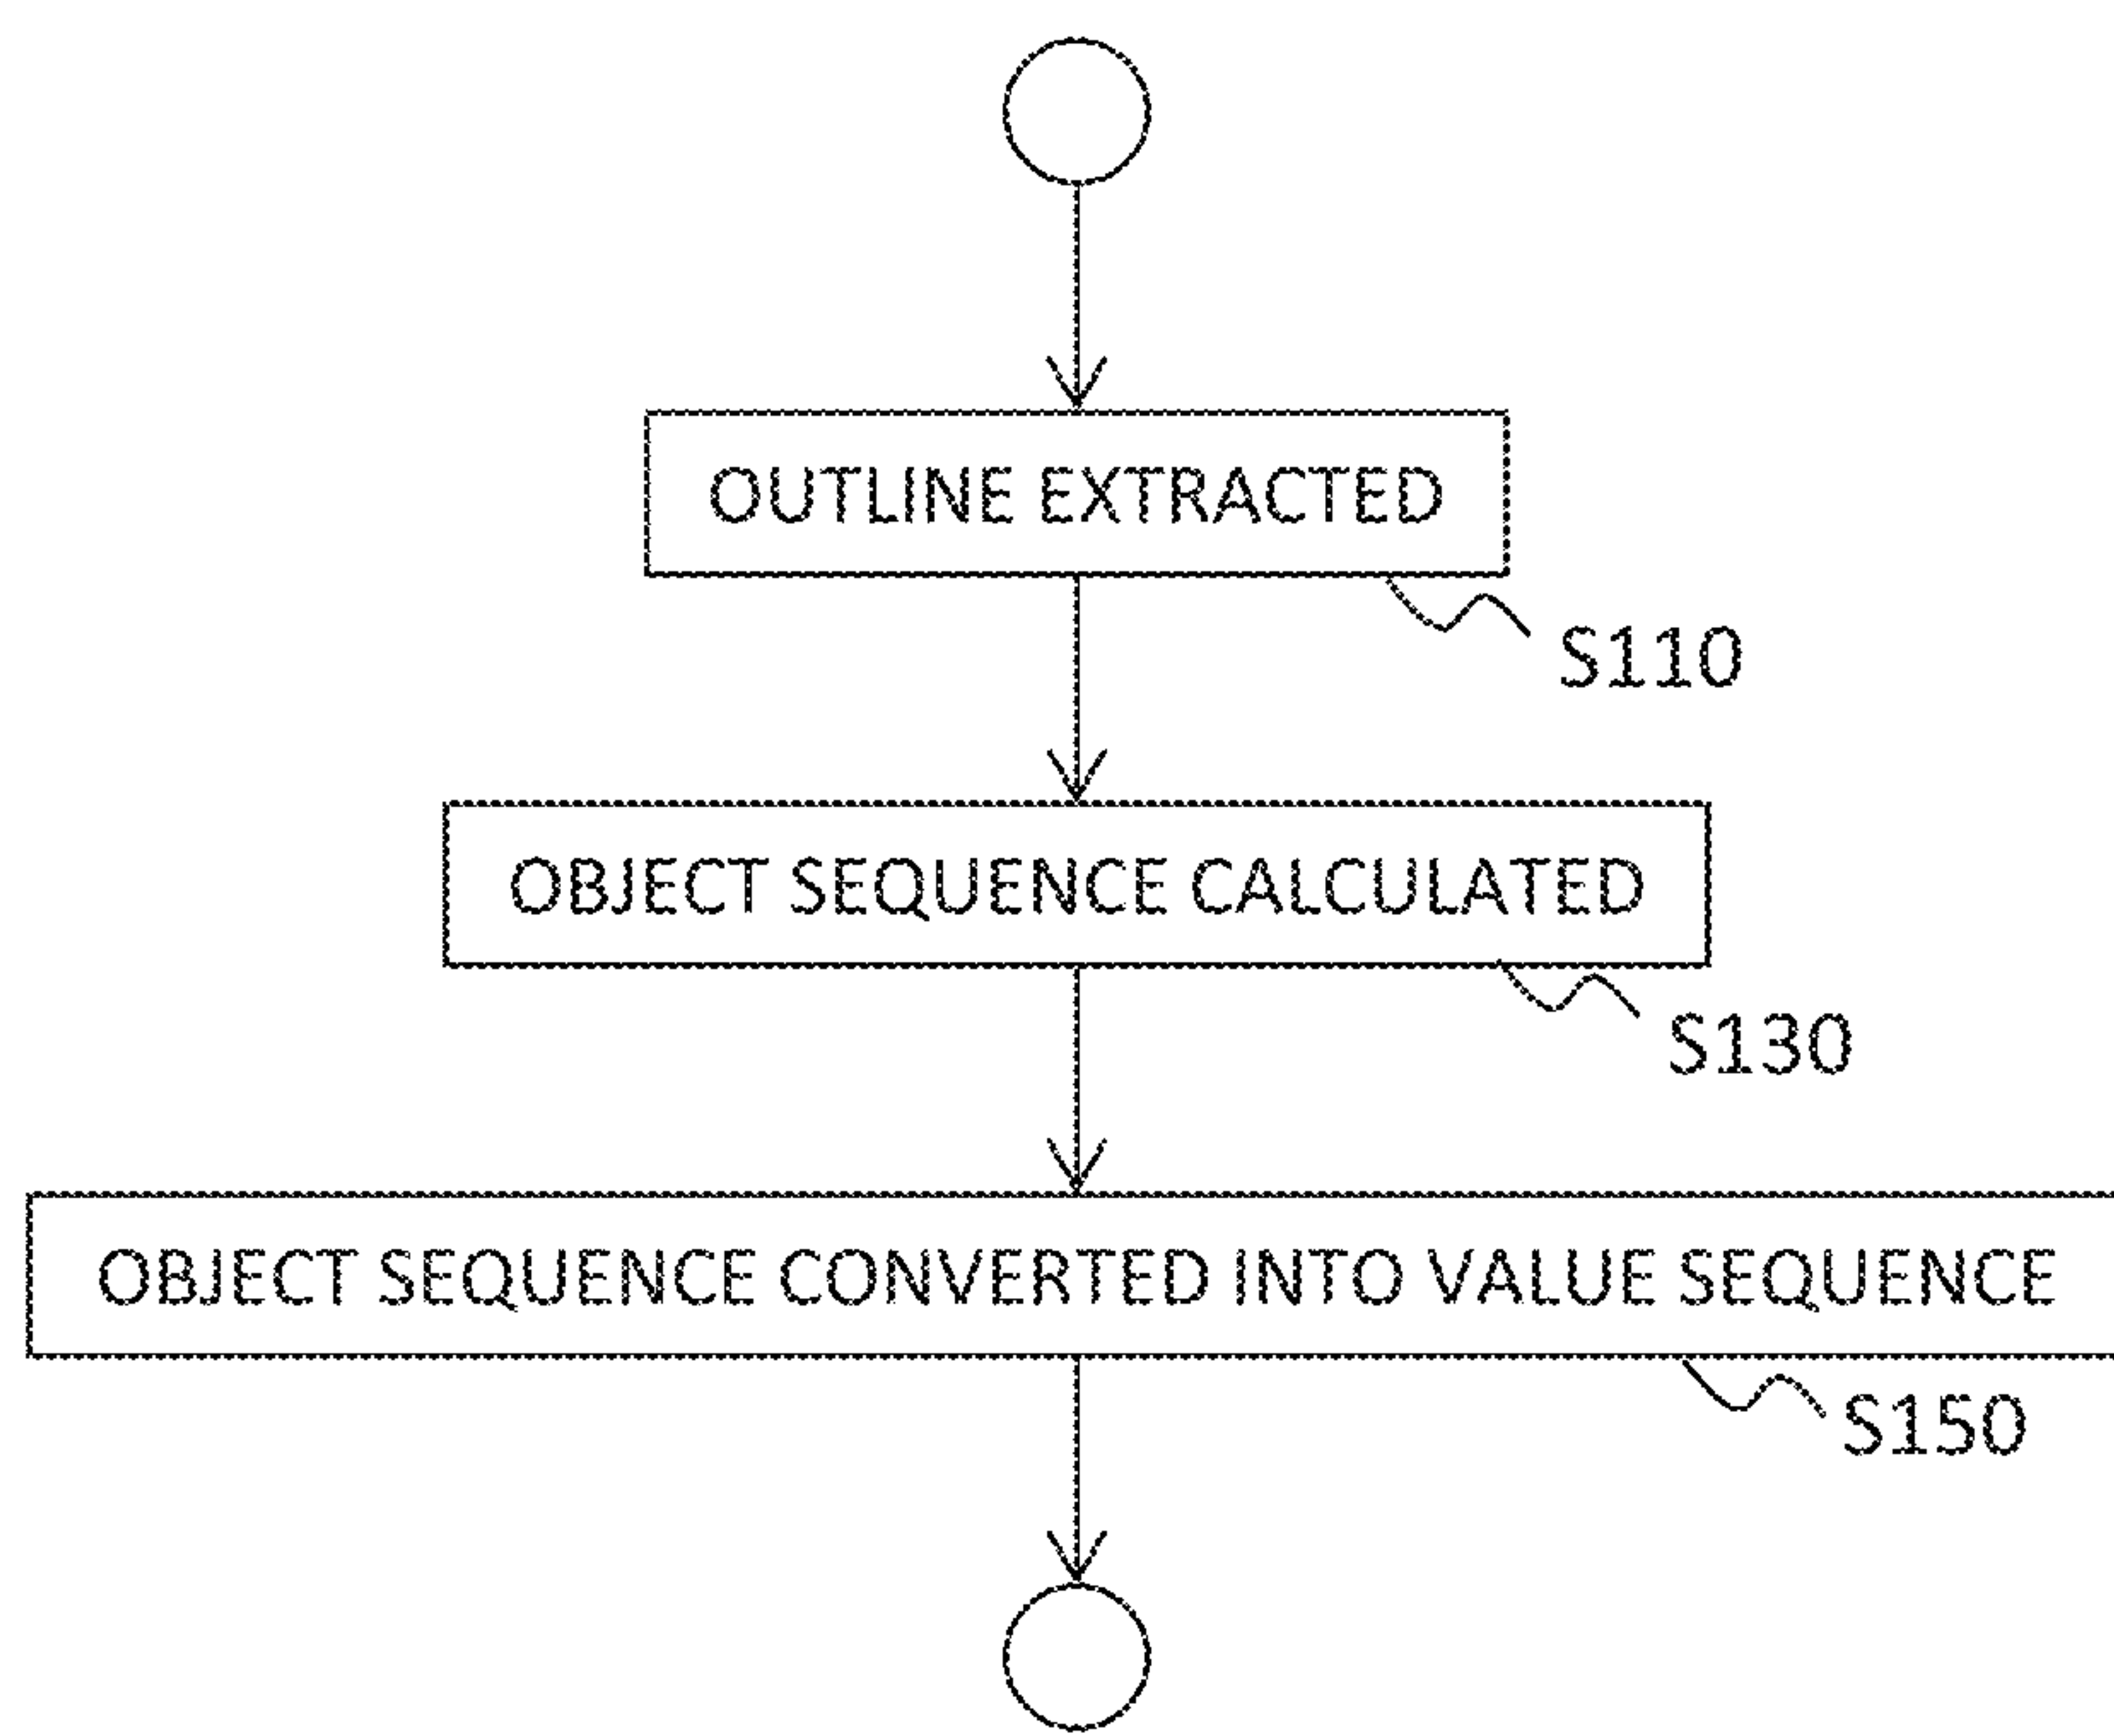 OUTLINE EXTRACTED
S110
OBJECT SEQUENCE CALCULATED
S130
OBJECT SEQUENCE CONVERTED INTO VALUE SEQUENCE
S150